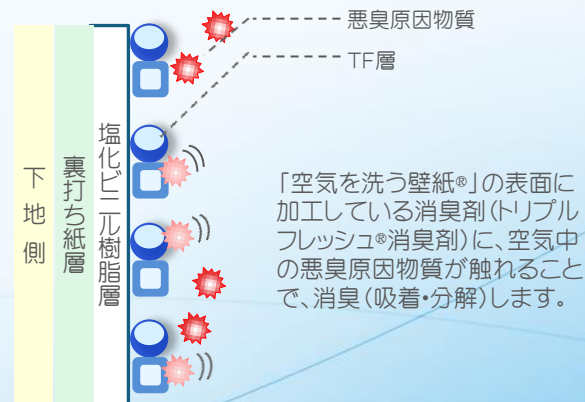 悪臭原因物質
TF層
下地側
裏打ち紙層
塩化ビニル樹脂層
「空気を洗う壁紙®」の表面に
加工している消臭剤(トリプル
フレッシュ®消臭剤)に、空気中
の悪臭原因物質が触れること
で、消臭(吸着・分解)します。